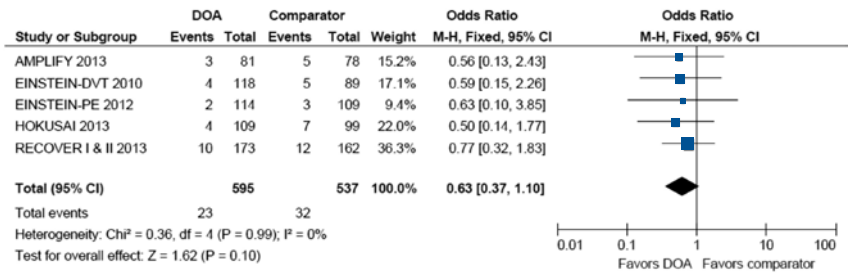 DOA Comparator Odds Ratio Odds Ratio
Study or Subgroup Events Total Events Total Weight M-H, Fixed, 95% CI M-H, Fixed, 95% CI
AMPLIFY 2013 3 81 5 78 15.2% 0.56 [0.13, 2.43]
EINSTEIN-DVT 2010 4 118 5 89 17.1% 0.59 [0.15, 2.26]
EINSTEIN-PE 2012 2 114 3 109 9.4% 0.63 [0.10, 3.85]
HOKUSAI 2013 4 109 7 99 22.0% 0.50 [0.14, 1.77]
RECOVER I & II 2013 10 173 12 162 36.3% 0.77 [0.32, 1.83]
Total (95% CI) 595 537 100.0% 0.63 [0.37, 1.10]
Total events 23 32
Heterogeneity: Chi² = 0.36, df = 4 (P = 0.99); I² = 0%
Test for overall effect: Z = 1.62 (P = 0.10)
0.01 0.1 1 10 100
Favors DOA Favors comparator